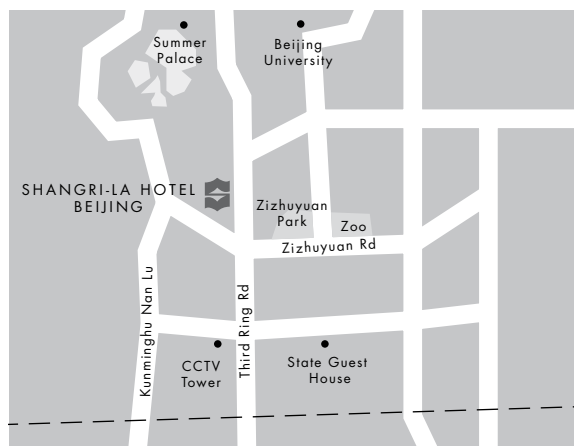 Summer
Palace
Beijing
University
SHANGRI-LA HOTEL
BEIJING
Zizhuyuan
Park
Zoo
Zizhuyuan Rd
Kunminghu Nan Lu
Third Ring Rd
CCTV
Tower
State Guest
House